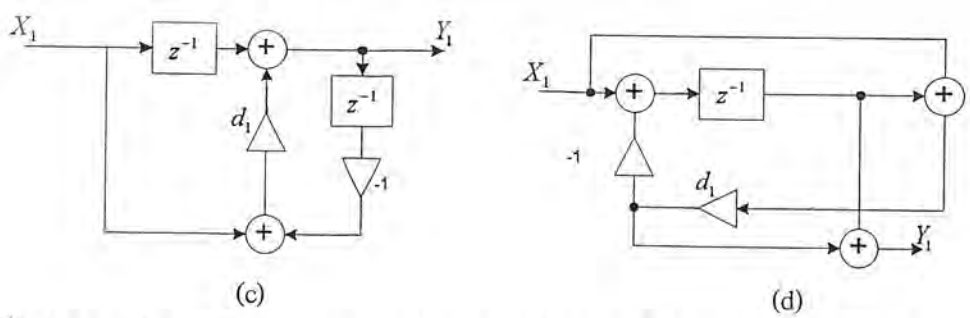 X₁
z⁻¹
+
Y₁
z⁻¹
d₁
-1
+
(c)
X₁
+
z⁻¹
+
-1
d₁
+
Y₁
(d)